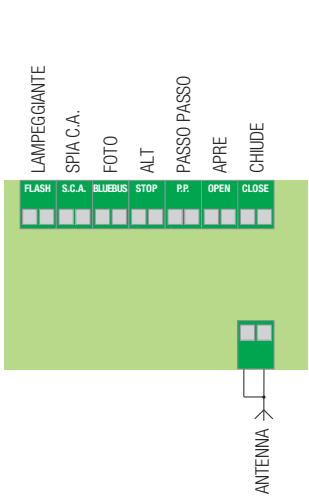 LAMPEGGIANTE
SPIA C.A.
FOTO
ALT
PASSO PASSO
APRE
CHIUDE
FLASH
S.C.A.
BLUEBUS
STOP
P.P.
OPEN
CLOSE
ANTENNA